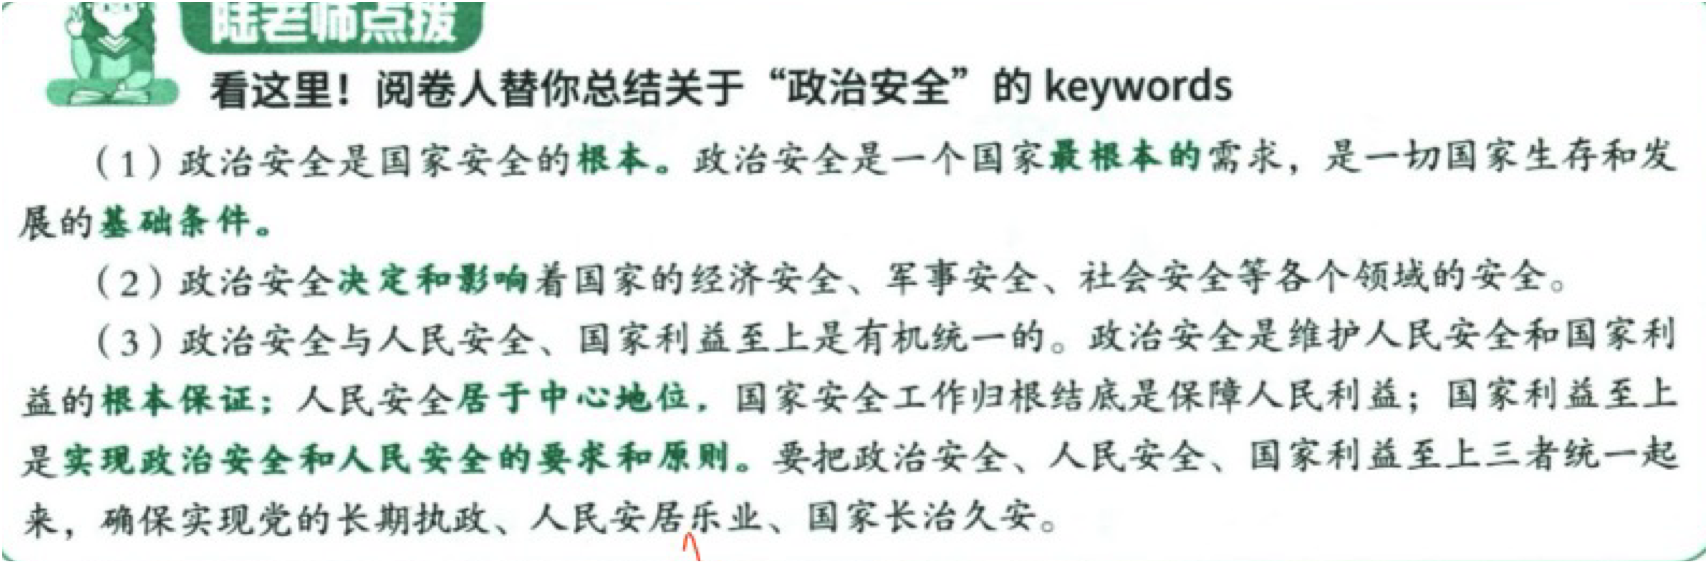 陆老师点拨
看这里！阅卷人替你总结关于“政治安全”的 keywords
（1）政治安全是国家安全的根本。政治安全是一个国家最根本的需求，是一切国家生存和发
展的基础条件。
（2）政治安全决定和影响着国家的经济安全、军事安全、社会安全等各个领域的安全。
（3）政治安全与人民安全、国家利益至上是有机统一的。政治安全是维护人民安全和国家利
益的根本保证；人民安全居于中心地位，国家安全工作归根结底是保障人民利益；国家利益至上
是实现政治安全和人民安全的要求和原则。要把政治安全、人民安全、国家利益至上三者统一起
来，确保实现党的长期执政、人民安居乐业、国家长治久安。